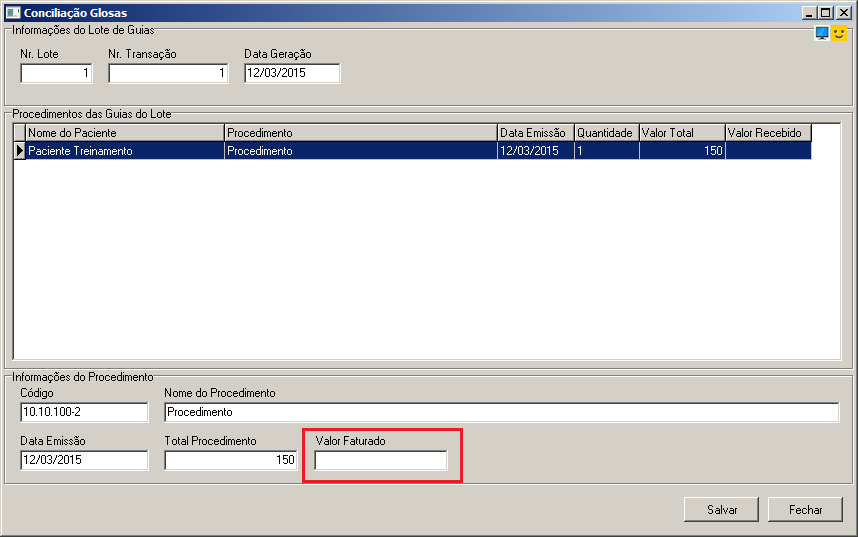 Conciliação Glosas
Informações do Lote de Guias
Nr. Lote Nr. Transação Data Geração
1 1 12/03/2015
Procedimentos das Guias do Lote
Nome do Paciente Procedimento Data Emissão Quantidade Valor Total Valor Recebido
Paciente Treinamento Procedimento 12/03/2015 1 150
Informações do Procedimento
Código Nome do Procedimento
10.10.100-2 Procedimento
Data Emissão Total Procedimento Valor Faturado
12/03/2015 150
Salvar Fechar